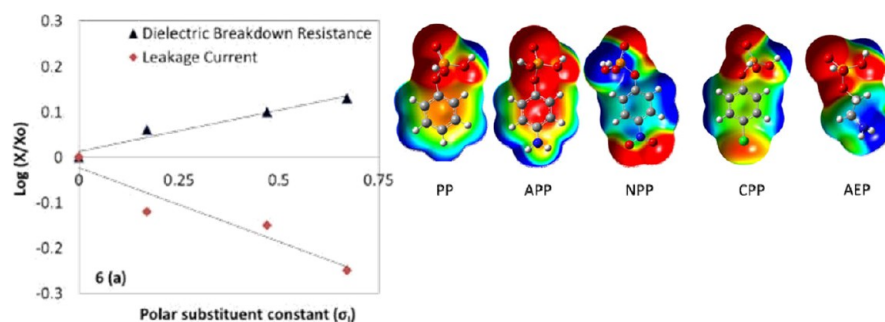 0.3
0.2
0.1
0
-0.1
-0.2
-0.3
Log (X/Xo)
▲ Dielectric Breakdown Resistance
◆ Leakage Current
0 0.25 0.5 0.75
6 (a)
Polar substituent constant (σI)
PP APP NPP CPP AEP